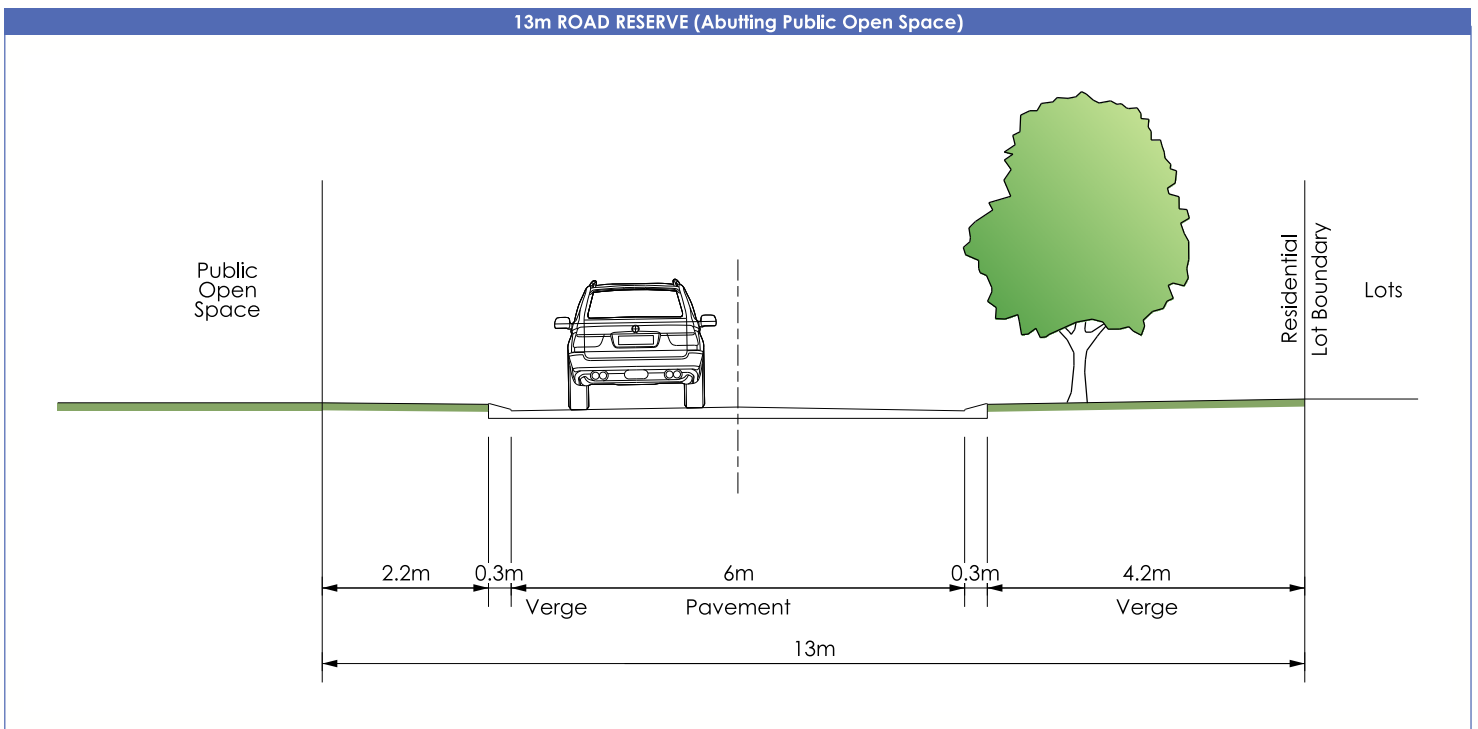 13m ROAD RESERVE (Abutting Public Open Space)
Public
Open
Space
Residential
Lot Boundary
Lots
2.2m
0.3m
6m
0.3m
4.2m
Verge
Pavement
Verge
13m